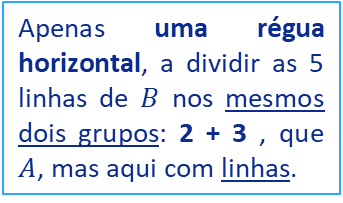 Apenas uma régua
horizontal, a dividir as 5
linhas de B nos mesmos
dois grupos: 2 + 3 , que
A, mas aqui com linhas.